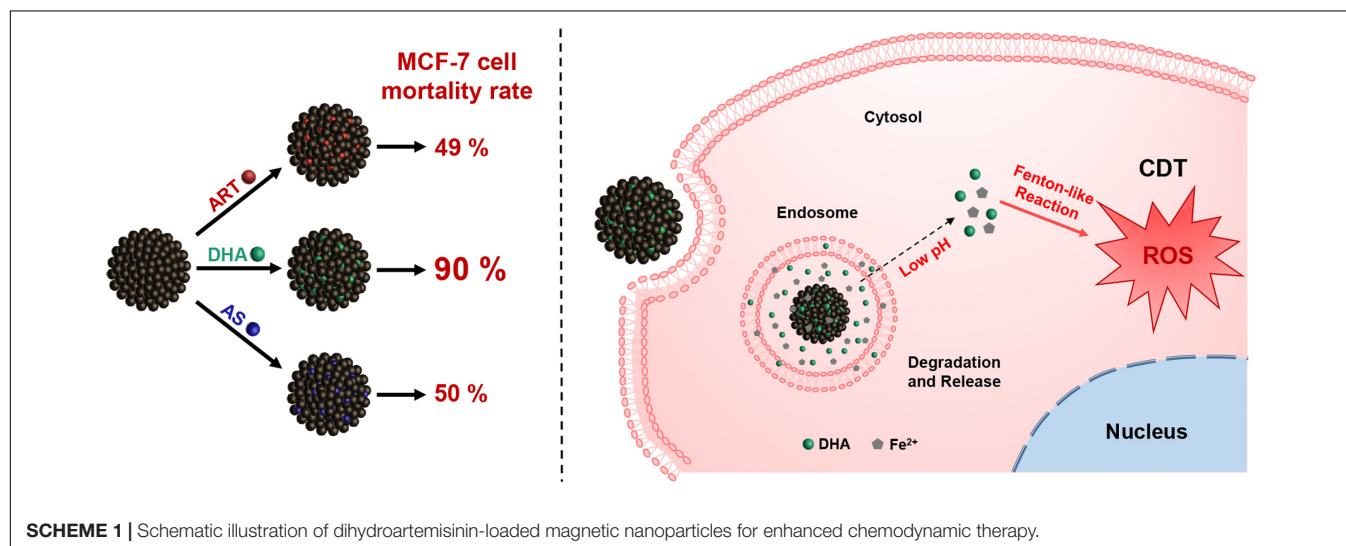 MCF-7 cell
mortality rate
ART
49 %
DHA
90 %
AS
50 %
Cytosol
Endosome
Low pH
Fenton-like
Reaction
CDT
ROS
Degradation
and Release
DHA
Fe²⁺
Nucleus
SCHEME 1 | Schematic illustration of dihydroartemisinin-loaded magnetic nanoparticles for enhanced chemodynamic therapy.